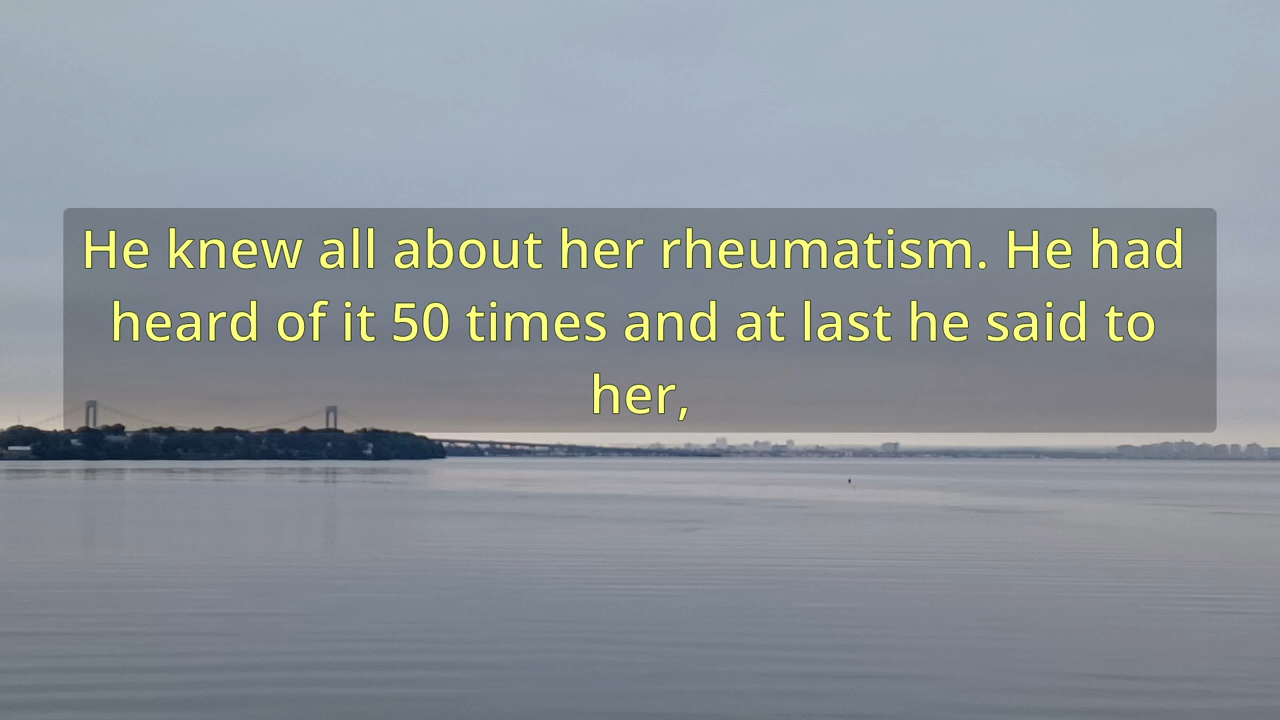 He knew all about her rheumatism. He had
heard of it 50 times and at last he said to
her,